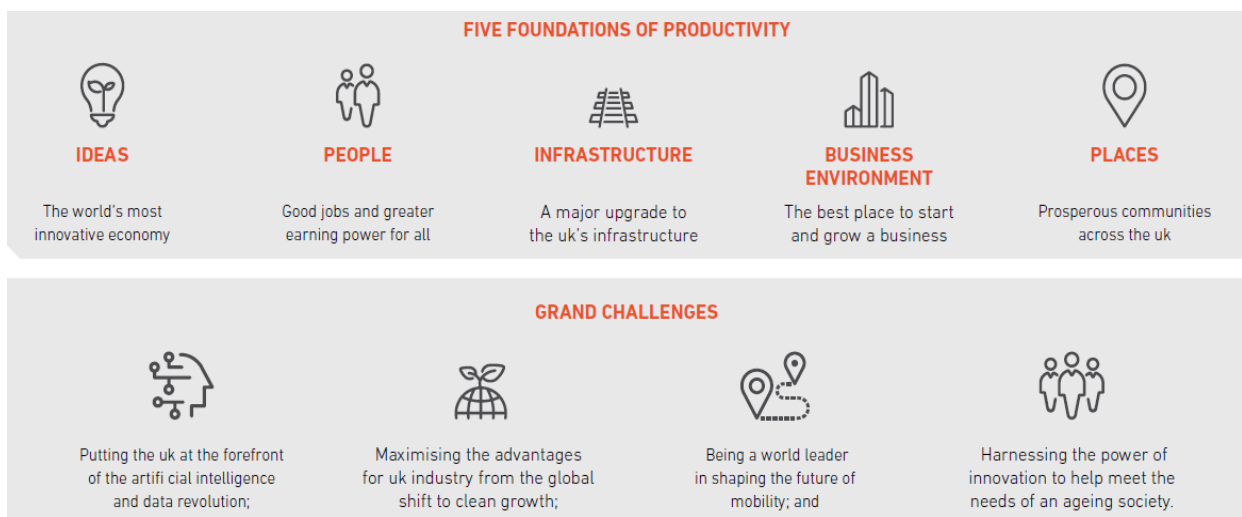 FIVE FOUNDATIONS OF PRODUCTIVITY
IDEAS
The world's most
innovative economy
PEOPLE
Good jobs and greater
earning power for all
INFRASTRUCTURE
A major upgrade to
the uk's infrastructure
BUSINESS
ENVIRONMENT
The best place to start
and grow a business
PLACES
Prosperous communities
across the uk
GRAND CHALLENGES
Putting the uk at the forefront
of the artifi cial intelligence
and data revolution;
Maximising the advantages
for uk industry from the global
shift to clean growth;
Being a world leader
in shaping the future of
mobility; and
Harnessing the power of
innovation to help meet the
needs of an ageing society.